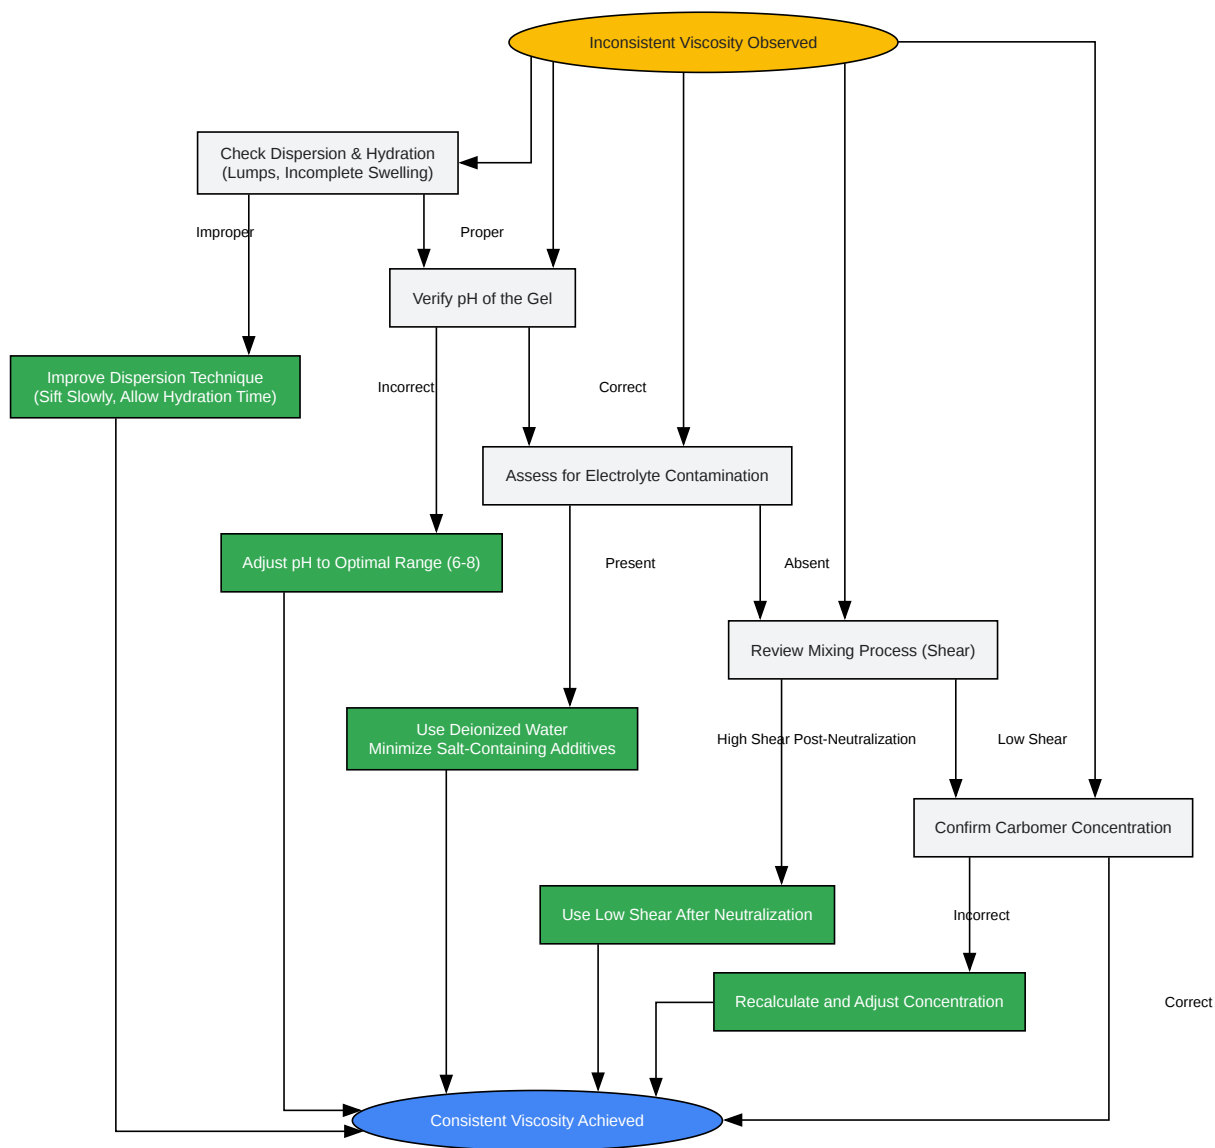 Inconsistent Viscosity Observed
Check Dispersion & Hydration
(Lumps, Incomplete Swelling)
Improper
Proper
Verify pH of the Gel
Improve Dispersion Technique
(Sift Slowly, Allow Hydration Time)
Incorrect
Correct
Assess for Electrolyte Contamination
Adjust pH to Optimal Range (6-8)
Present
Absent
Review Mixing Process (Shear)
Use Deionized Water
Minimize Salt-Containing Additives
High Shear Post-Neutralization
Low Shear
Confirm Carbomer Concentration
Use Low Shear After Neutralization
Incorrect
Recalculate and Adjust Concentration
Correct
Consistent Viscosity Achieved